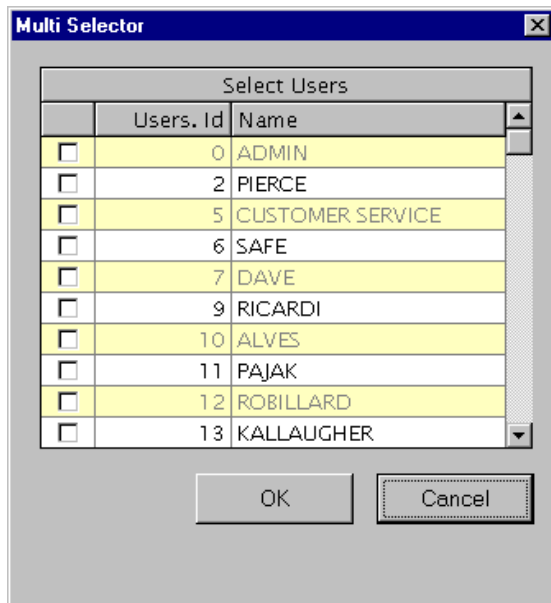 Multi Selector
Select Users
Users. Id Name
0 ADMIN
2 PIERCE
5 CUSTOMER SERVICE
6 SAFE
7 DAVE
9 RICARDI
10 ALVES
11 PAJAK
12 ROBILLARD
13 KALLAUGHER
OK Cancel